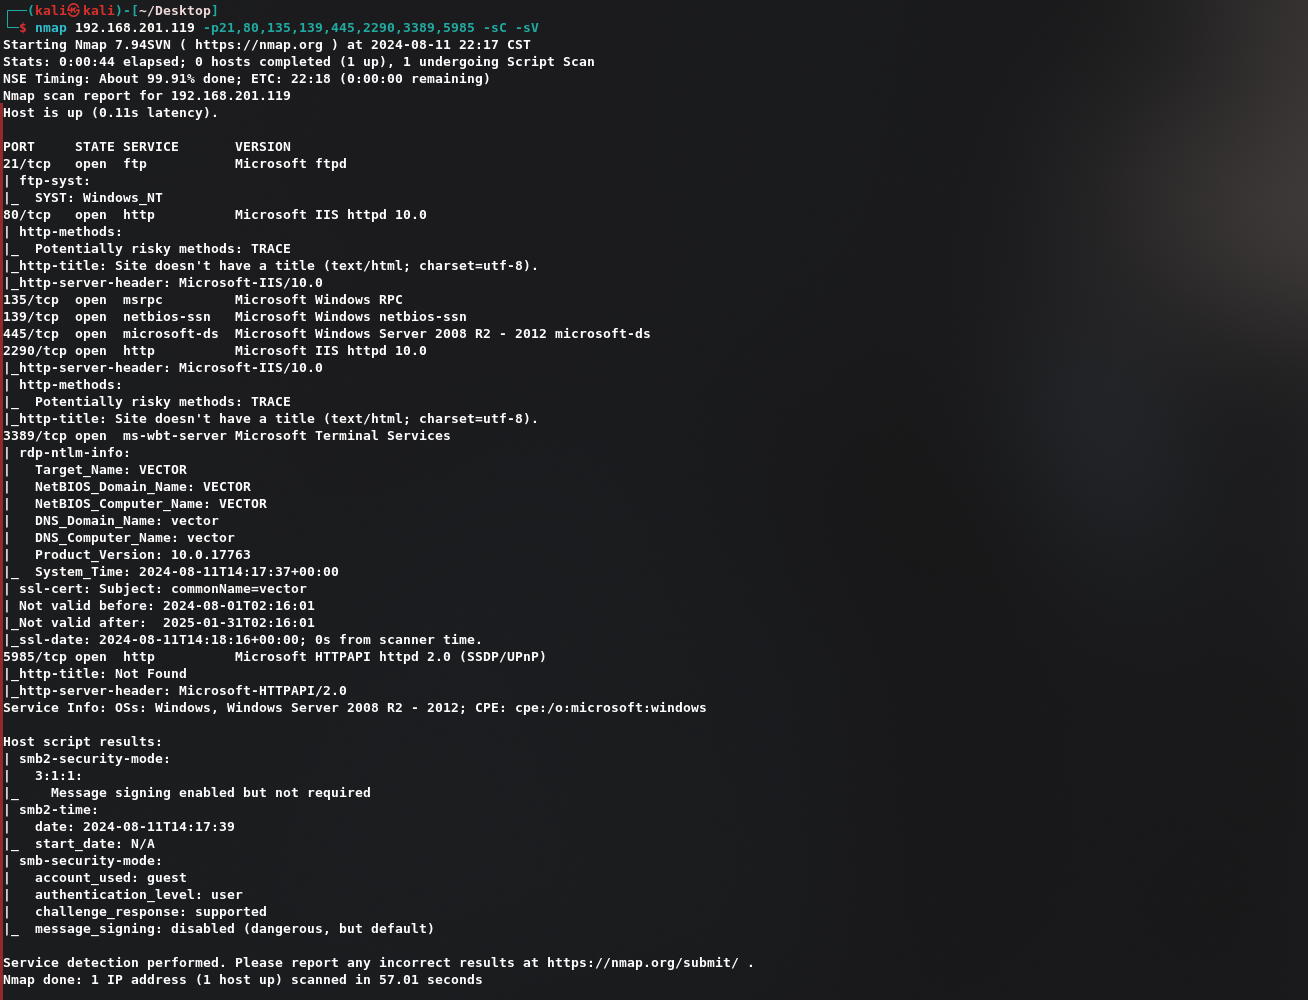 ┌──(kali㉿kali)-[~/Desktop]
└─$ nmap 192.168.201.119 -p21,80,135,139,445,2290,3389,5985 -sC -sV
Starting Nmap 7.94SVN ( https://nmap.org ) at 2024-08-11 22:17 CST
Stats: 0:00:44 elapsed; 0 hosts completed (1 up), 1 undergoing Script Scan
NSE Timing: About 99.91% done; ETC: 22:18 (0:00:00 remaining)
Nmap scan report for 192.168.201.119
Host is up (0.11s latency).

PORT     STATE SERVICE       VERSION
21/tcp   open  ftp           Microsoft ftpd
| ftp-syst:
|_  SYST: Windows_NT
80/tcp   open  http          Microsoft IIS httpd 10.0
| http-methods:
|_  Potentially risky methods: TRACE
|_http-title: Site doesn't have a title (text/html; charset=utf-8).
|_http-server-header: Microsoft-IIS/10.0
135/tcp  open  msrpc         Microsoft Windows RPC
139/tcp  open  netbios-ssn   Microsoft Windows netbios-ssn
445/tcp  open  microsoft-ds  Microsoft Windows Server 2008 R2 - 2012 microsoft-ds
2290/tcp open  http          Microsoft IIS httpd 10.0
|_http-server-header: Microsoft-IIS/10.0
| http-methods:
|_  Potentially risky methods: TRACE
|_http-title: Site doesn't have a title (text/html; charset=utf-8).
3389/tcp open  ms-wbt-server Microsoft Terminal Services
| rdp-ntlm-info:
|   Target_Name: VECTOR
|   NetBIOS_Domain_Name: VECTOR
|   NetBIOS_Computer_Name: VECTOR
|   DNS_Domain_Name: vector
|   DNS_Computer_Name: vector
|   Product_Version: 10.0.17763
|_  System_Time: 2024-08-11T14:17:37+00:00
| ssl-cert: Subject: commonName=vector
| Not valid before: 2024-08-01T02:16:01
|_Not valid after:  2025-01-31T02:16:01
|_ssl-date: 2024-08-11T14:18:16+00:00; 0s from scanner time.
5985/tcp open  http          Microsoft HTTPAPI httpd 2.0 (SSDP/UPnP)
|_http-title: Not Found
|_http-server-header: Microsoft-HTTPAPI/2.0
Service Info: OSs: Windows, Windows Server 2008 R2 - 2012; CPE: cpe:/o:microsoft:windows

Host script results:
| smb2-security-mode:
|   3:1:1:
|_    Message signing enabled but not required
| smb2-time:
|   date: 2024-08-11T14:17:39
|_  start_date: N/A
| smb-security-mode:
|   account_used: guest
|   authentication_level: user
|   challenge_response: supported
|_  message_signing: disabled (dangerous, but default)

Service detection performed. Please report any incorrect results at https://nmap.org/submit/ .
Nmap done: 1 IP address (1 host up) scanned in 57.01 seconds